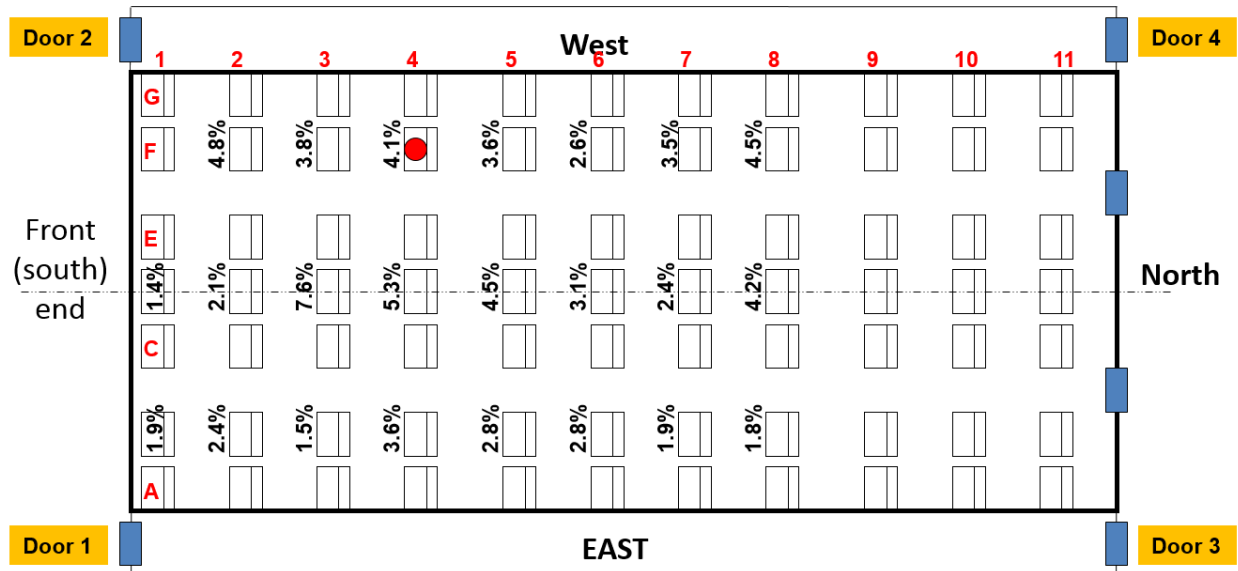 Door 2
West
Door 4
1 2 3 4 5 6 7 8 9 10 11
G
F
4.8% 3.8% 4.1% 3.6% 2.6% 3.5% 4.5%
E
Front
(south)
end
1.4% 2.1% 7.6% 5.3% 4.5% 3.1% 2.4% 4.2%
North
C
1.9% 2.4% 1.5% 3.6% 2.8% 2.8% 1.9% 1.8%
A
Door 1
EAST
Door 3